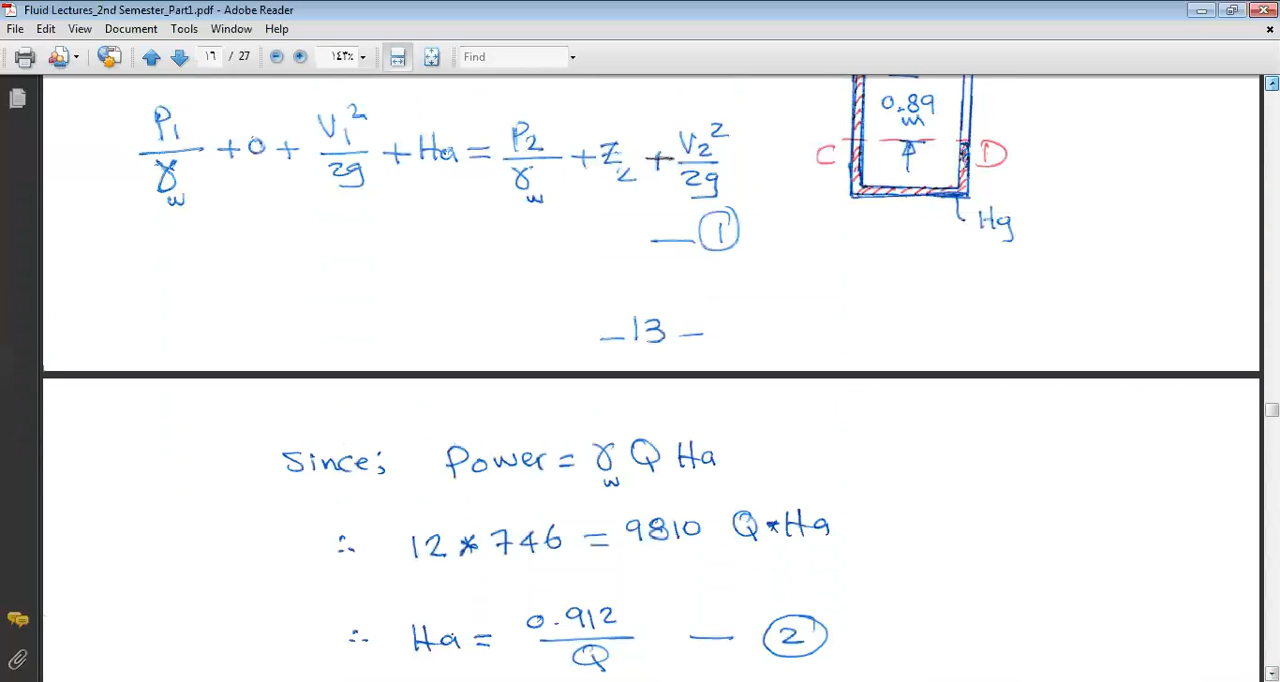 Fluid Lectures_2nd Semester_Part1.pdf - Adobe Reader
File Edit View Document Tools Window Help
١٦ / 27 ١٤٣% Find
P₁/γw + 0 + V₁²/2g + Ha = P₂/γw + Z₂ + V₂²/2g
— ①
0.89
m
C D
Hg
– 13 –
Since; Power = γw Q Ha
∴ 12 * 746 = 9810 Q * Ha
∴ Ha = 0.912/Q — ②